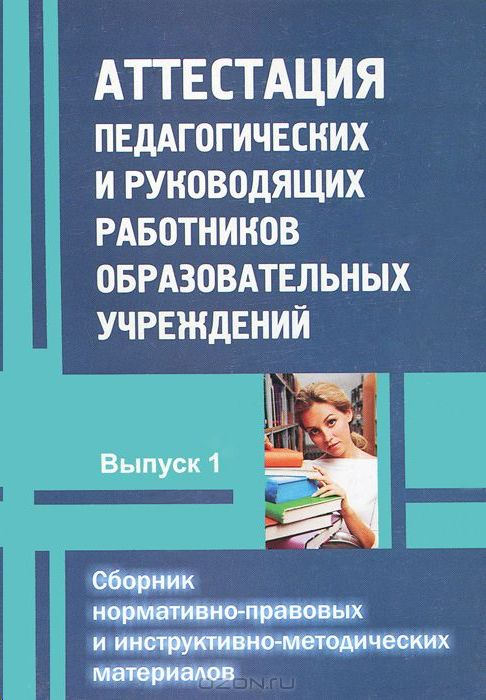 АТТЕСТАЦИЯ
ПЕДАГОГИЧЕСКИХ
И РУКОВОДЯЩИХ
РАБОТНИКОВ
ОБРАЗОВАТЕЛЬНЫХ
УЧРЕЖДЕНИЙ
Выпуск 1
Сборник
нормативно-правовых
и инструктивно-методических
материалов
OZON.ru